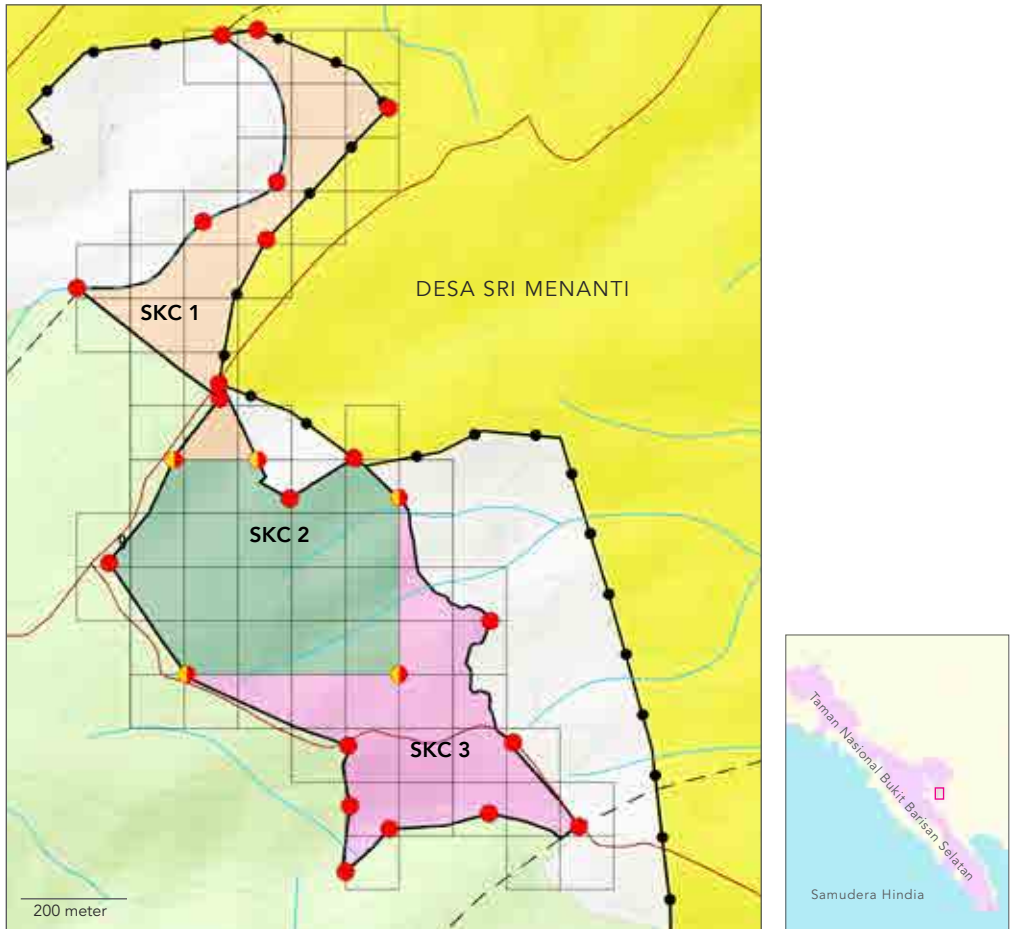 DESA SRI MENANTI
SKC 1
SKC 2
SKC 3
200 meter
Taman Nasional Bukit Barisan Selatan
Samudera Hindia